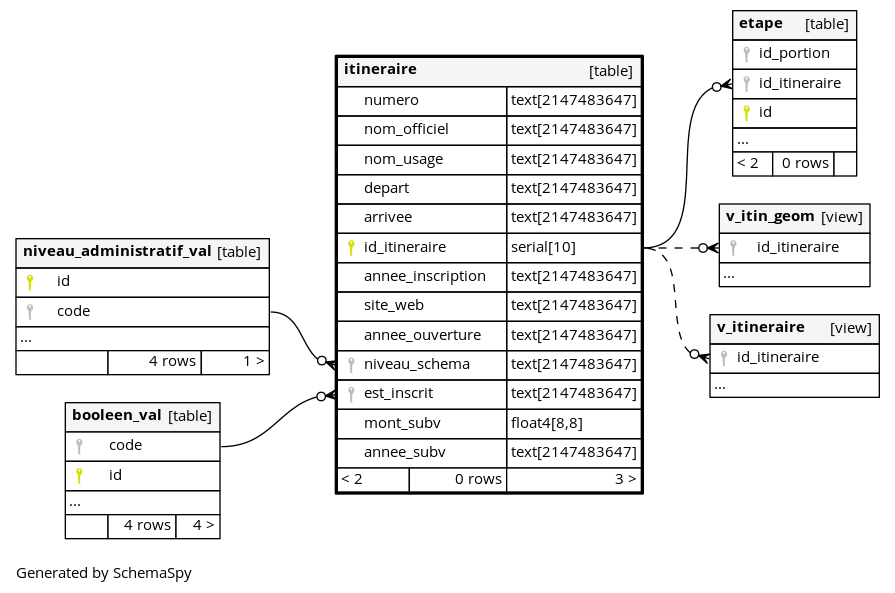 niveau_administratif_val [table]
id
code
...
4 rows 1 >
booleen_val [table]
code
id
...
4 rows 4 >
itineraire [table]
numero text[2147483647]
nom_officiel text[2147483647]
nom_usage text[2147483647]
depart text[2147483647]
arrivee text[2147483647]
id_itineraire serial[10]
annee_inscription text[2147483647]
site_web text[2147483647]
annee_ouverture text[2147483647]
niveau_schema text[2147483647]
est_inscrit text[2147483647]
mont_subv float4[8,8]
annee_subv text[2147483647]
< 2 0 rows 3 >
etape [table]
id_portion
id_itineraire
id
...
< 2 0 rows
v_itin_geom [view]
id_itineraire
...
v_itineraire [view]
id_itineraire
...
Generated by SchemaSpy